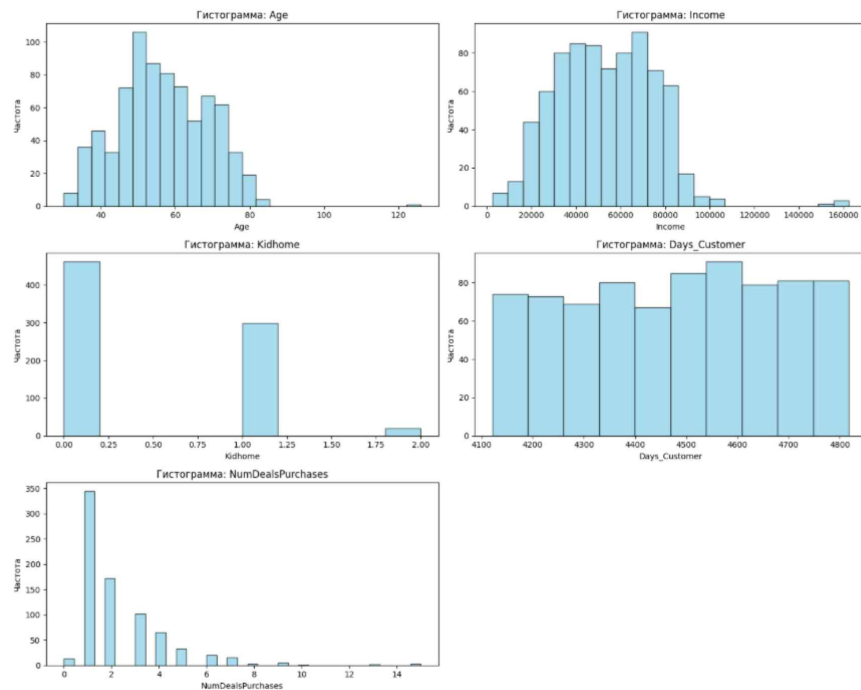 Гистограмма: Age
Частота
100
80
60
40
20
0
40 60 80 100 120
Age
Гистограмма: Income
Частота
80
60
40
20
0
0 20000 40000 60000 80000 100000 120000 140000 160000
Income
Гистограмма: Kidhome
Частота
400
300
200
100
0
0.00 0.25 0.50 0.75 1.00 1.25 1.50 1.75 2.00
Kidhome
Гистограмма: Days_Customer
Частота
80
60
40
20
0
4100 4200 4300 4400 4500 4600 4700 4800
Days_Customer
Гистограмма: NumDealsPurchases
Частота
350
300
250
200
150
100
50
0
0 2 4 6 8 10 12 14
NumDealsPurchases